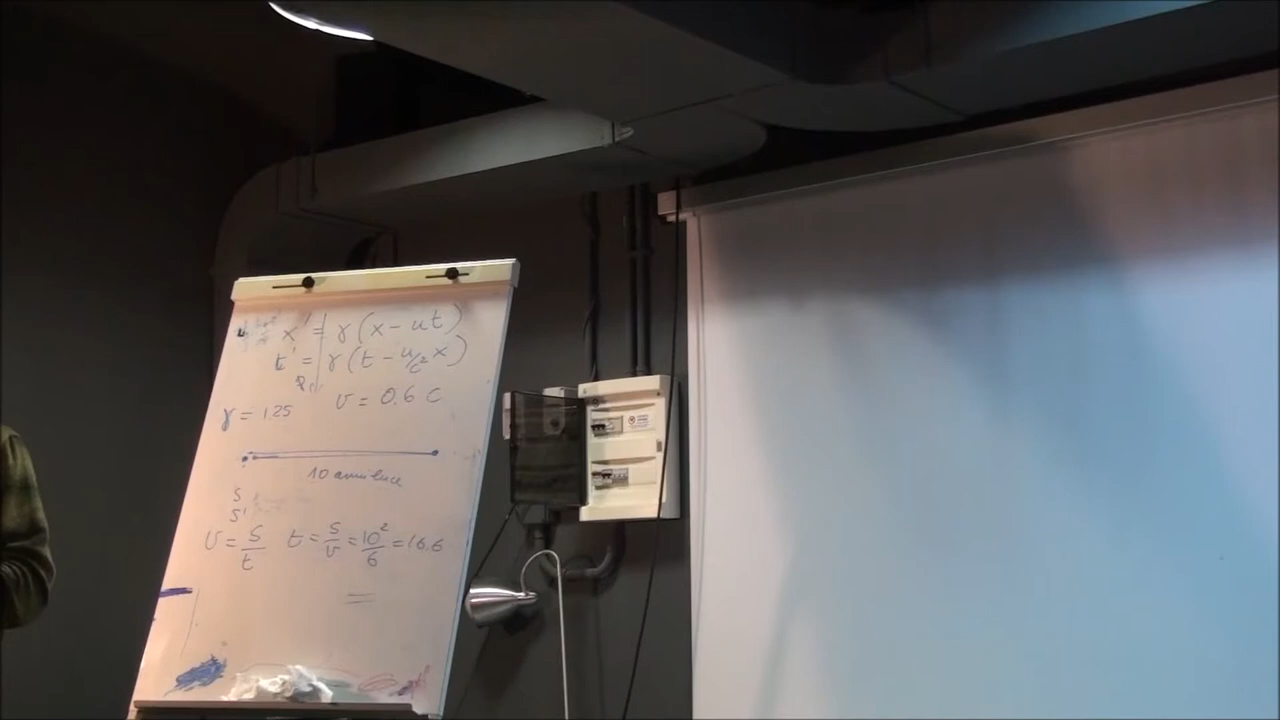 x' = γ(x - ut)
t' = γ(t - u/c² x)
γ = 1.25 v = 0.6 c
10 anni luce
S
S'
v = S/t t = S/v = 10²/6 = 16.6
=